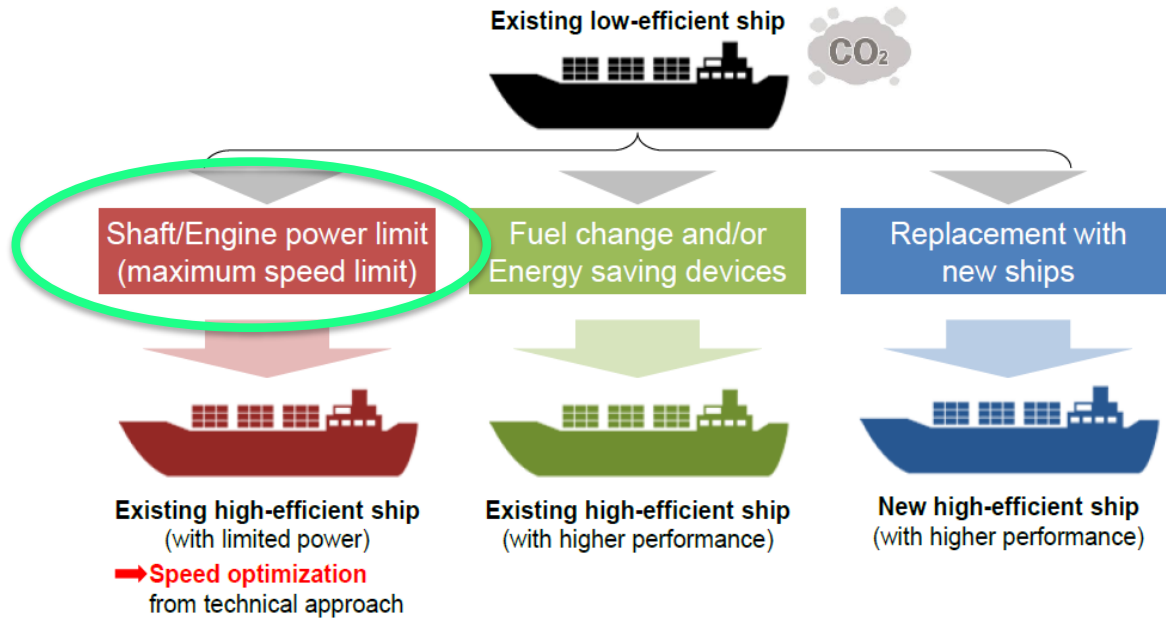 Existing low-efficient ship
CO₂
Shaft/Engine power limit
(maximum speed limit)
Fuel change and/or
Energy saving devices
Replacement with
new ships
Existing high-efficient ship
(with limited power)
➡Speed optimization
from technical approach
Existing high-efficient ship
(with higher performance)
New high-efficient ship
(with higher performance)